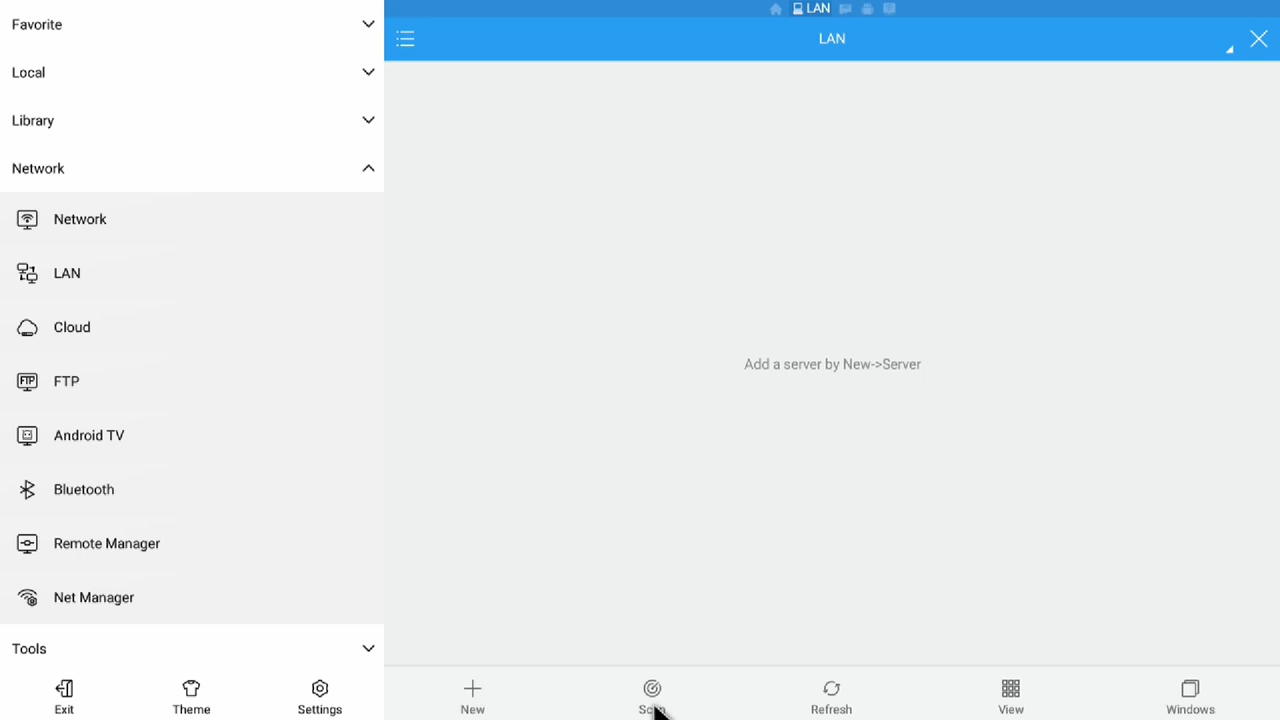 Favorite
Local
Library
Network
Network
LAN
Cloud
FTP
FTP
Android TV
Bluetooth
Remote Manager
Net Manager
Tools
Exit
Theme
Settings
LAN
LAN
Add a server by New->Server
New
Refresh
View
Windows